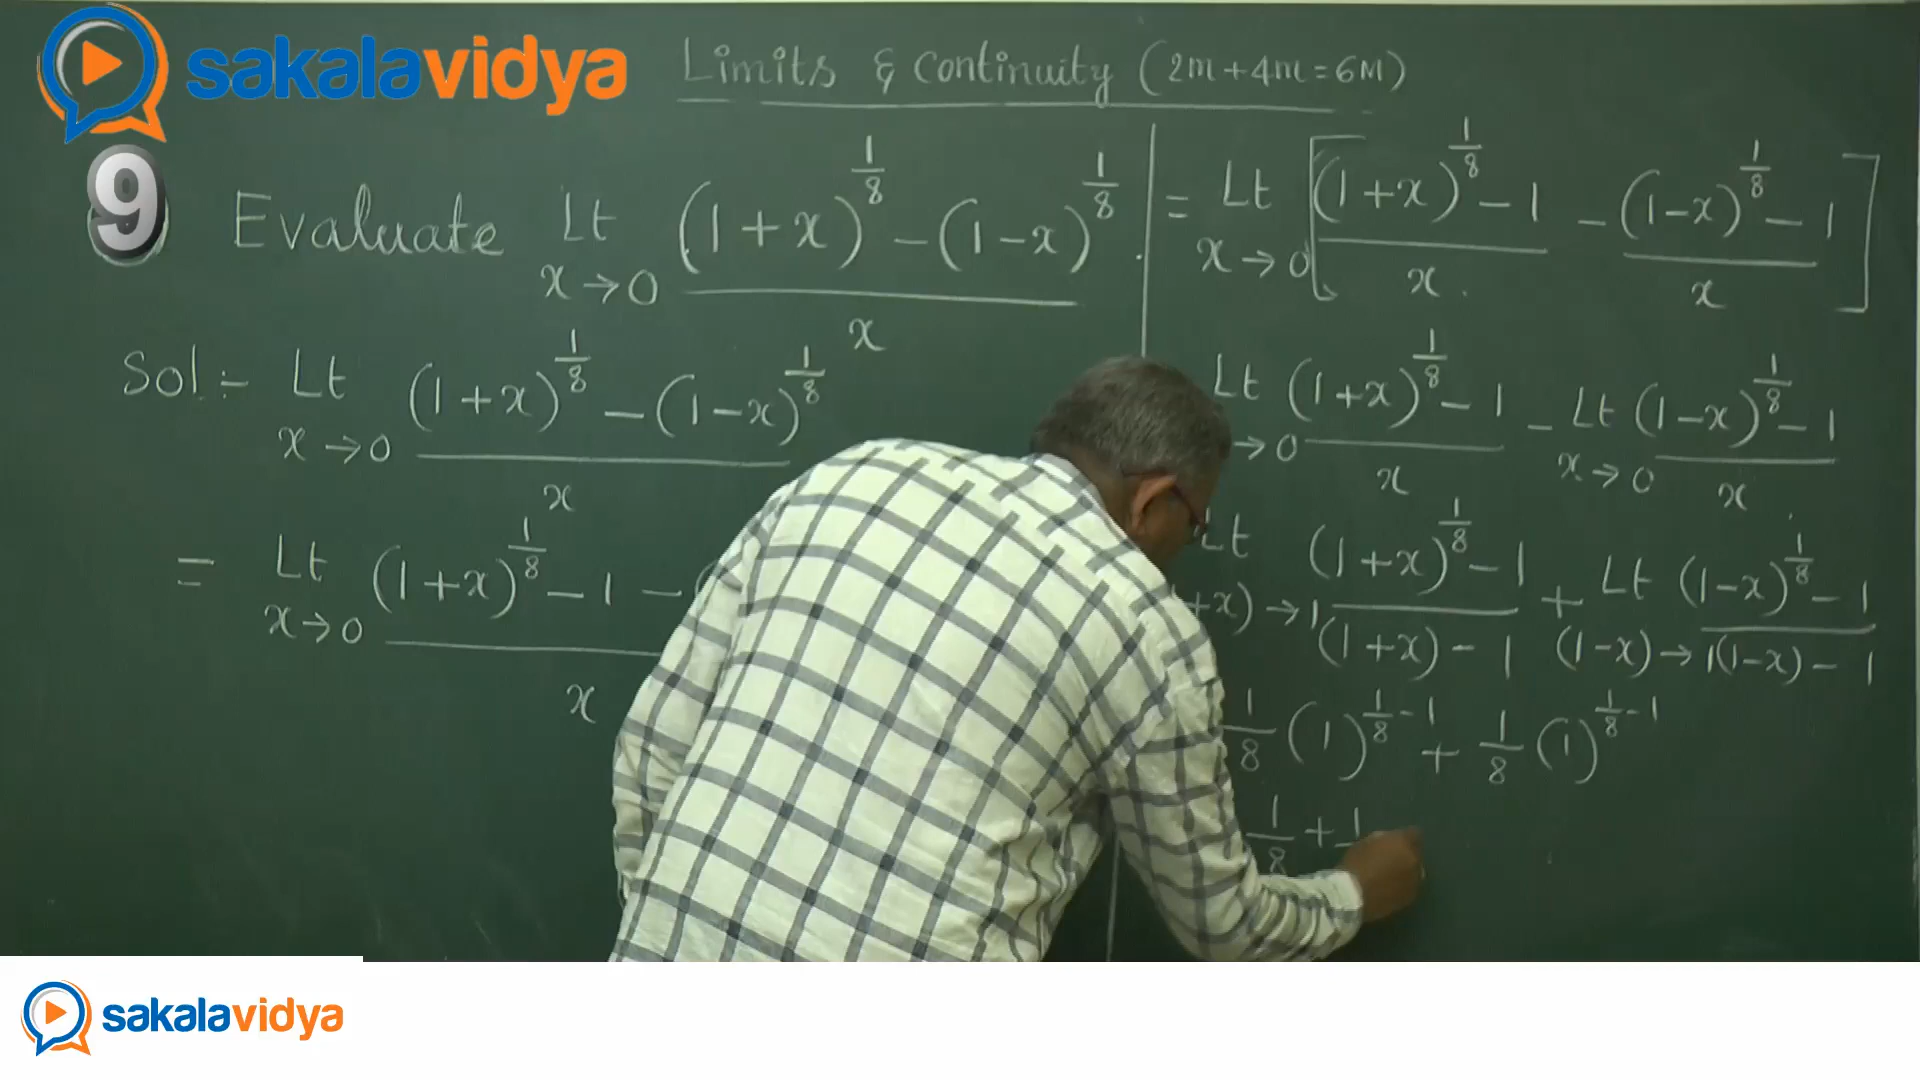 sakalavidya
Limits & Continuity (2m+4m=6M)
9
Evaluate Lt x→0 ((1+x)^(1/8) - (1-x)^(1/8)) / x .
Sol:- Lt x→0 ((1+x)^(1/8) - (1-x)^(1/8)) / x
= Lt x→0 ((1+x)^(1/8) - 1 - ( / x
= Lt x→0 [((1+x)^(1/8) - 1) / x - ((1-x)^(1/8) - 1) / x]
Lt →0 ((1+x)^(1/8) - 1) / x - Lt x→0 ((1-x)^(1/8) - 1) / x
Lt +x)→1 ((1+x)^(1/8) - 1) / ((1+x) - 1) + Lt (1-x)→1 ((1-x)^(1/8) - 1) / ((1-x) - 1)
1/8 (1)^(1/8 - 1) + 1/8 (1)^(1/8 - 1)
1/8 + 1
sakalavidya